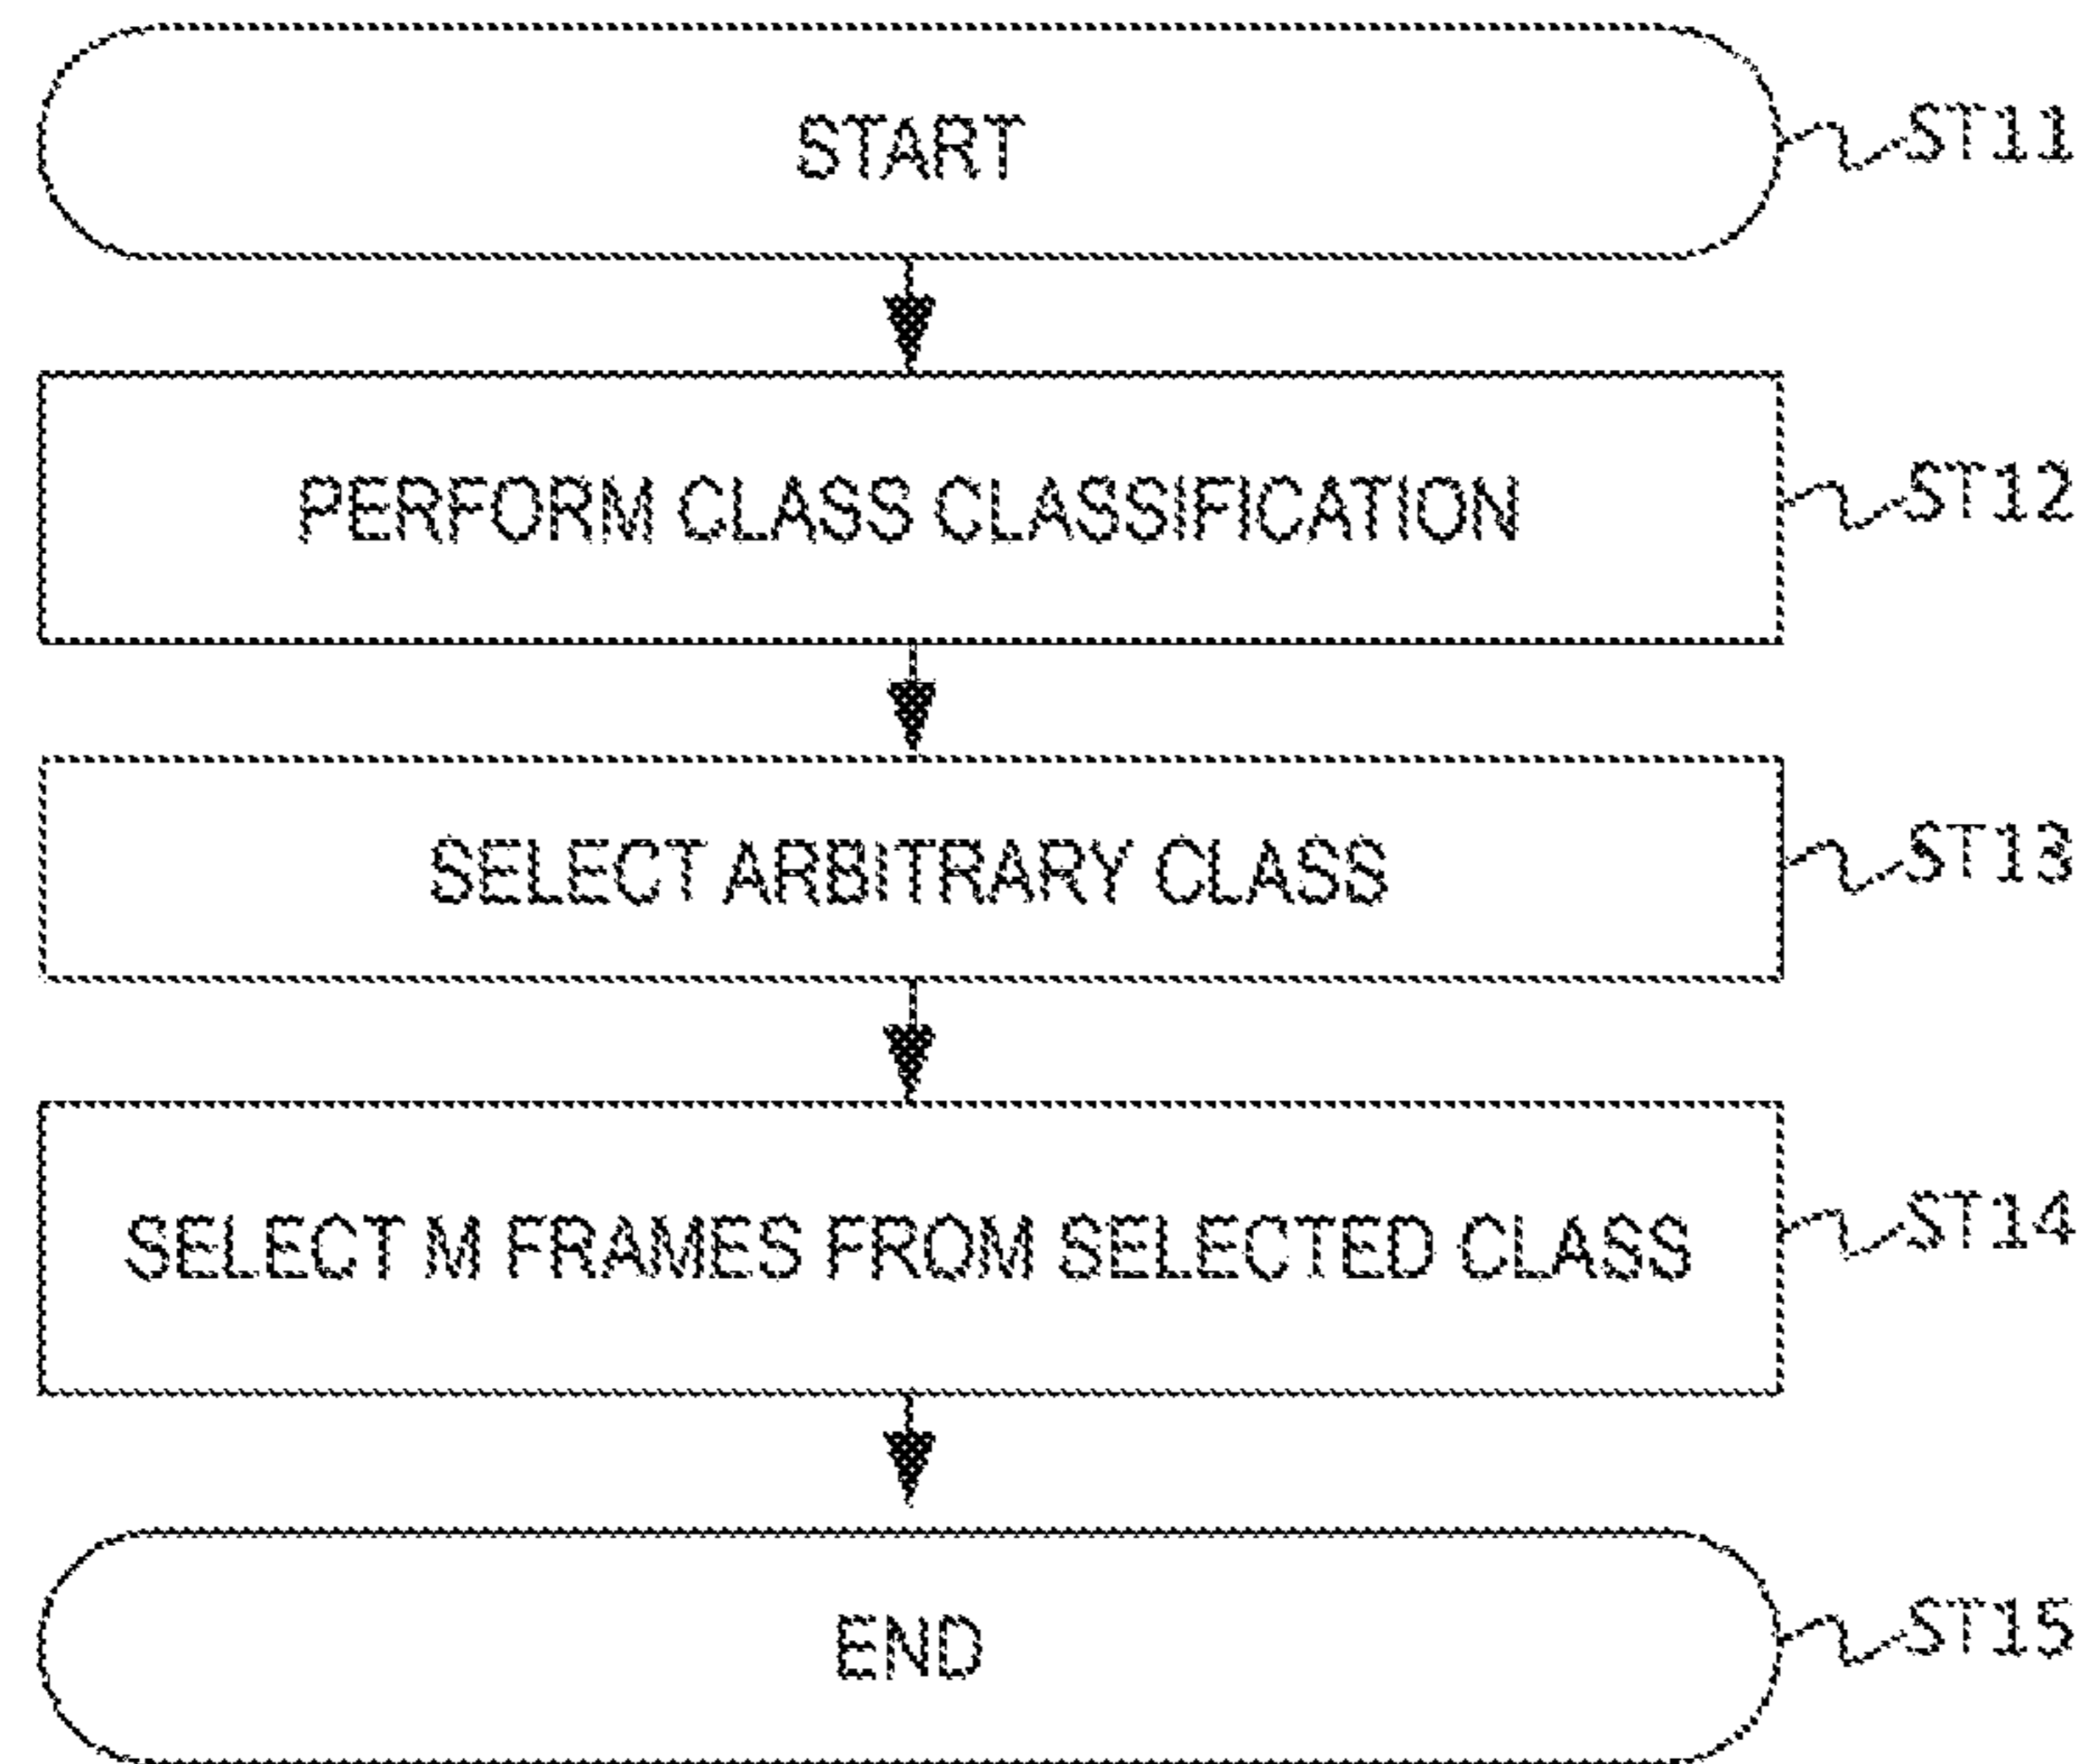 START
ST11
PERFORM CLASS CLASSIFICATION
ST12
SELECT ARBITRARY CLASS
ST13
SELECT M FRAMES FROM SELECTED CLASS
ST14
END
ST15